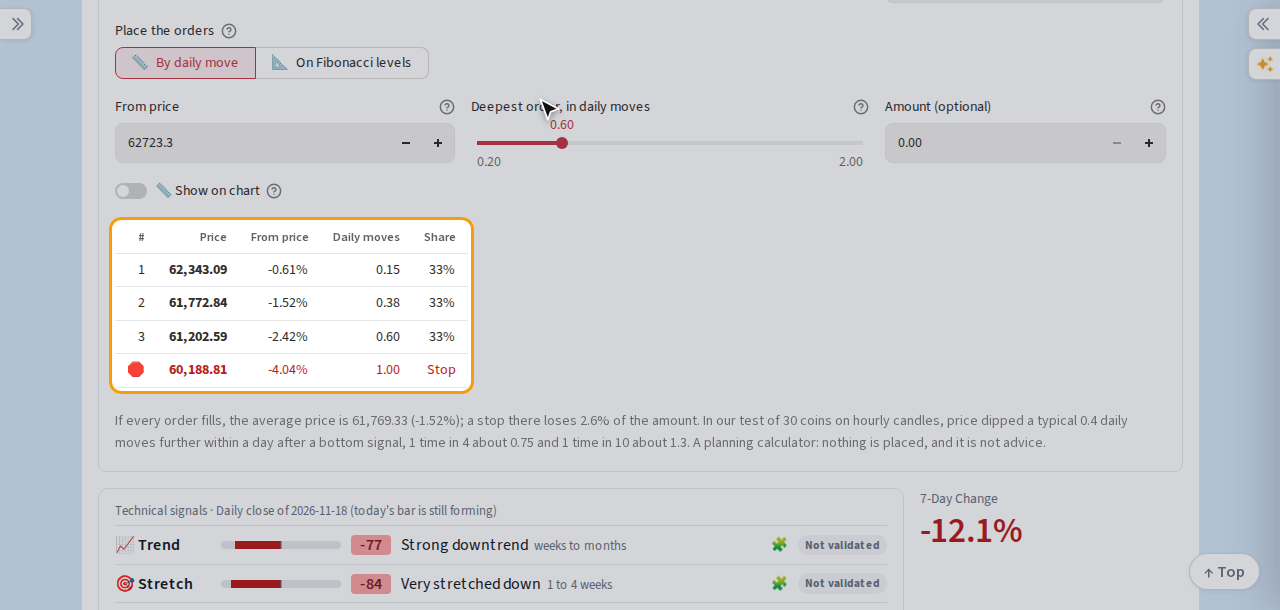 Place the orders
By daily move On Fibonacci levels
From price Deepest order, in daily moves Amount (optional)
0.60
62723.3 0.00
0.20 2.00
Show on chart
# Price From price Daily moves Share
1 62,343.09 -0.61% 0.15 33%
2 61,772.84 -1.52% 0.38 33%
3 61,202.59 -2.42% 0.60 33%
60,188.81 -4.04% 1.00 Stop
If every order fills, the average price is 61,769.33 (-1.52%); a stop there loses 2.6% of the amount. In our test of 30 coins on hourly candles, price dipped a typical 0.4 daily
moves further within a day after a bottom signal, 1 time in 4 about 0.75 and 1 time in 10 about 1.3. A planning calculator: nothing is placed, and it is not advice.
Technical signals · Daily close of 2026-11-18 (today's bar is still forming)
Trend -77 Strong downtrend weeks to months Not validated
Stretch -84 Very stretched down 1 to 4 weeks Not validated
7-Day Change
-12.1%
↑ Top